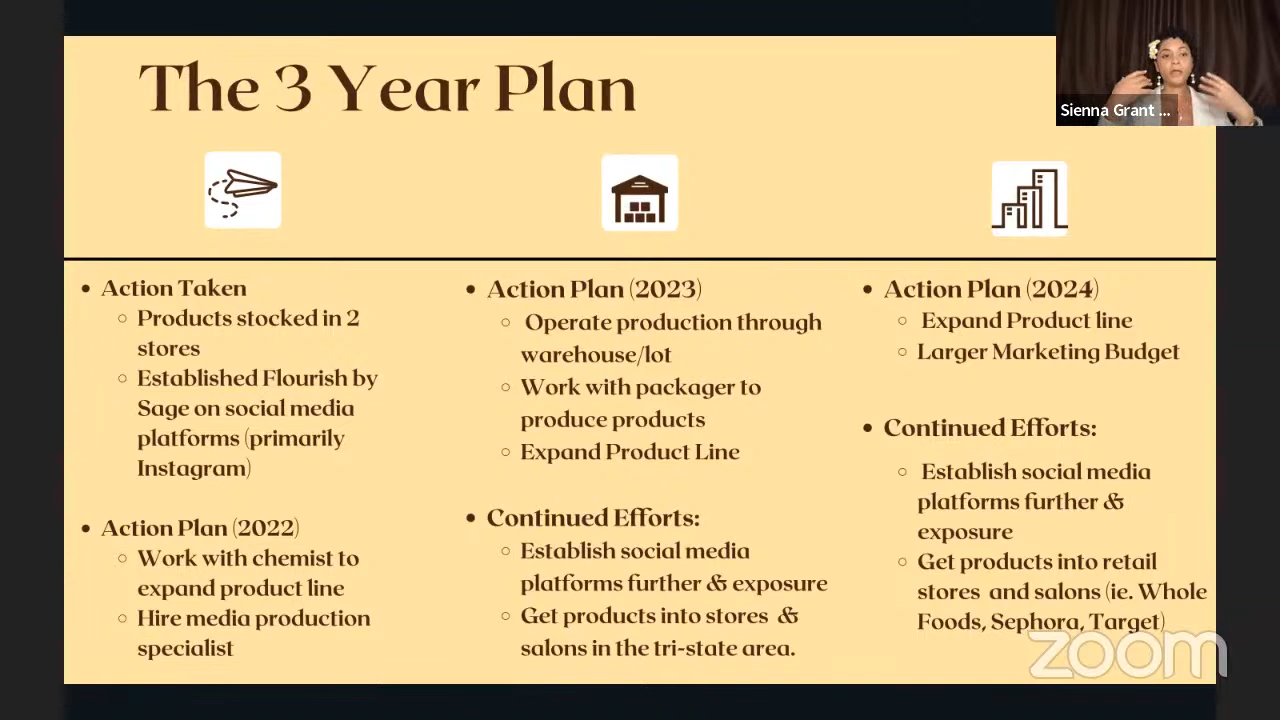 The 3 Year Plan
Sienna Grant ...
Action Taken
Products stocked in 2
stores
Established Flourish by
Sage on social media
platforms (primarily
Instagram)
Action Plan (2022)
Work with chemist to
expand product line
Hire media production
specialist
Action Plan (2023)
Operate production through
warehouse/lot
Work with packager to
produce products
Expand Product Line
Continued Efforts:
Establish social media
platforms further & exposure
Get products into stores & 
salons in the tri-state area.
Action Plan (2024)
Expand Product line
Larger Marketing Budget
Continued Efforts:
Establish social media
platforms further &
exposure
Get products into retail
stores and salons (ie. Whole
Foods, Sephora, Target)
zoom